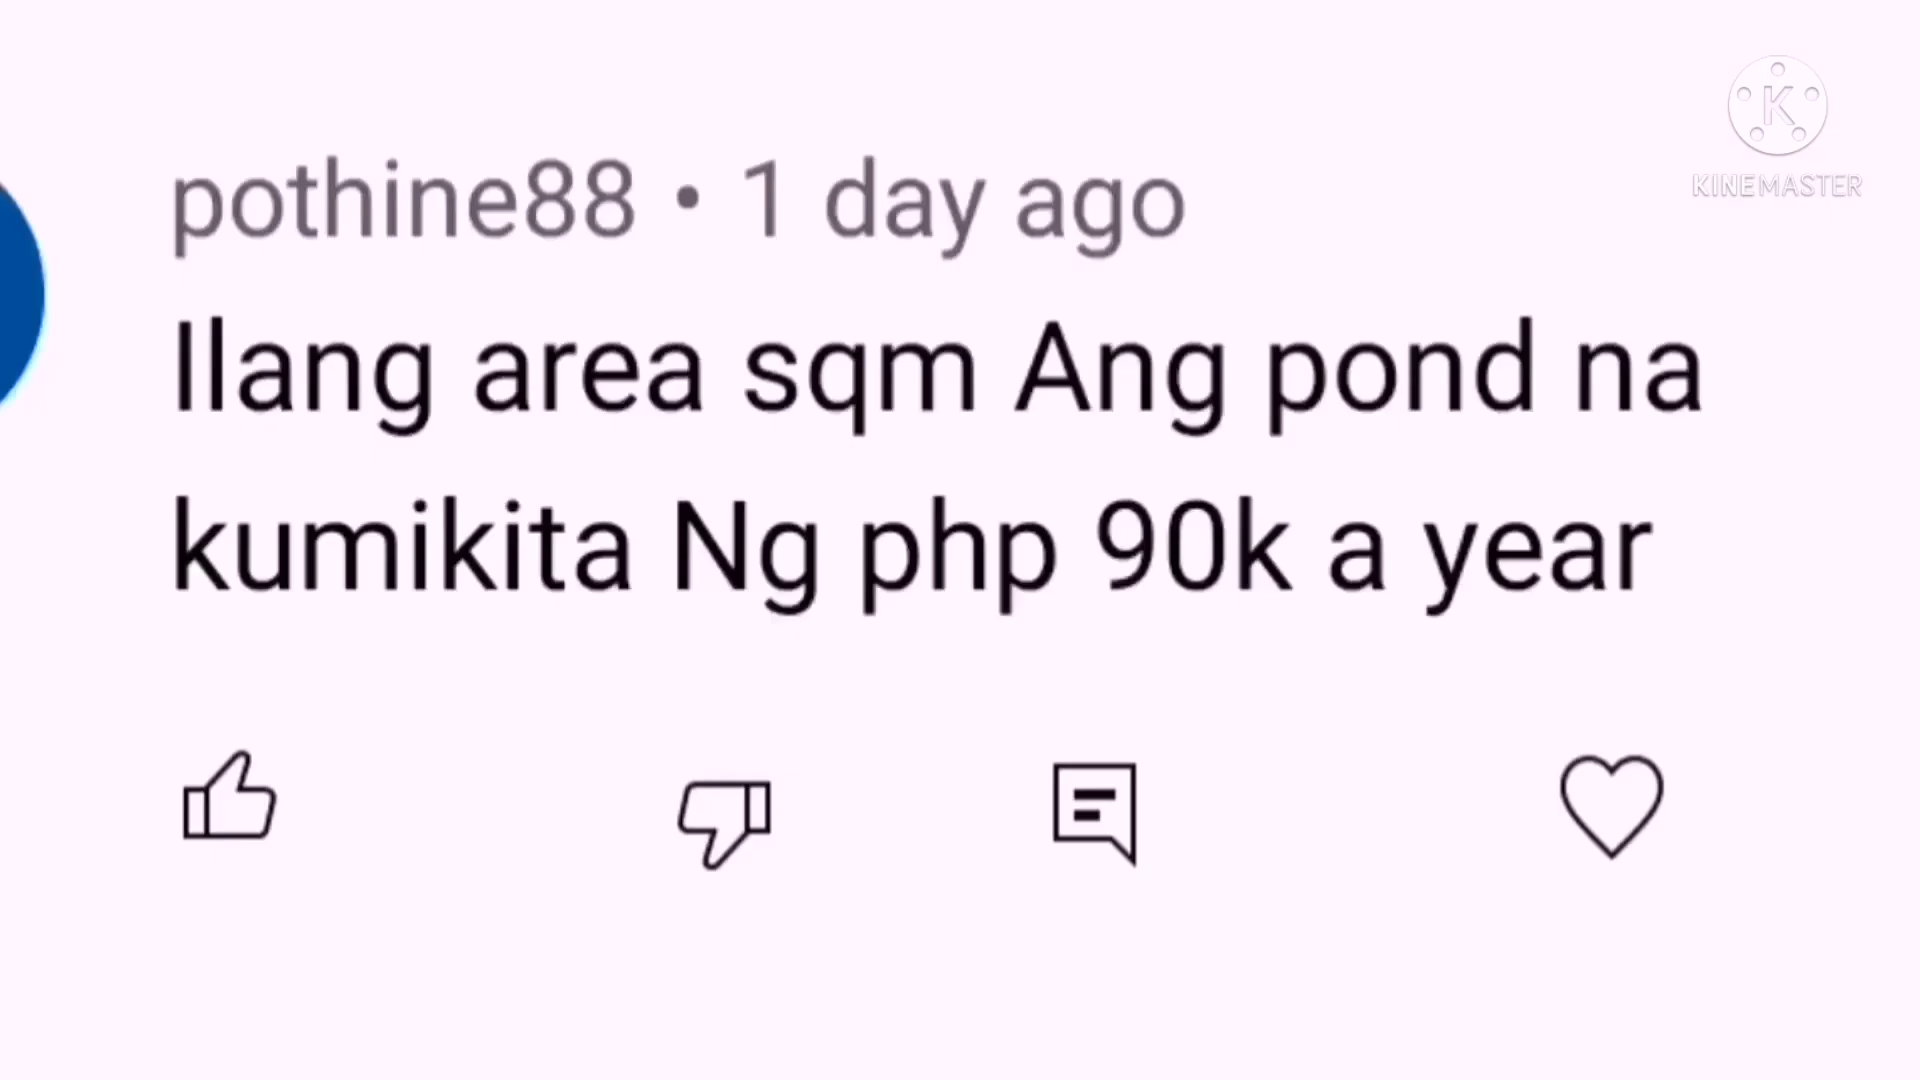 K
KINEMASTER
pothine88 • 1 day ago
Ilang area sqm Ang pond na
kumikita Ng php 90k a year